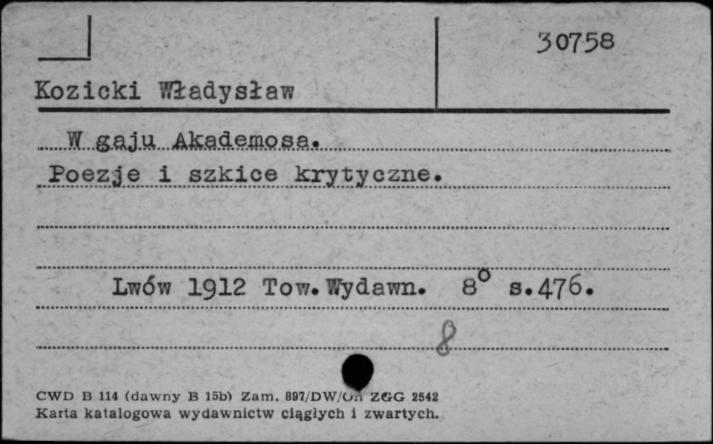 30758
Kozicki Władysław
W gaju Akademosa.
Poezje i szkice krytyczne.
Lwów 1912 Tow. Wydawn. 8° s.476.
8
CWD B 114 (dawny B 15b) Zam. 897/DW/ ZGG 2542
Karta katalogowa wydawnictw ciągłych i zwartych.